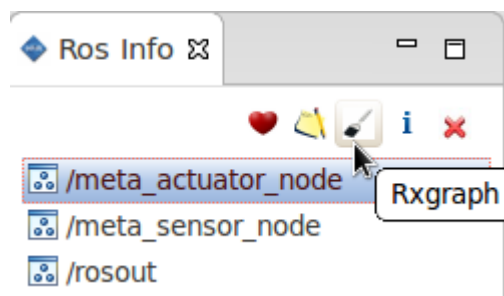 Ros Info
i
/meta_actuator_node
Rxgraph
/meta_sensor_node
/rosout